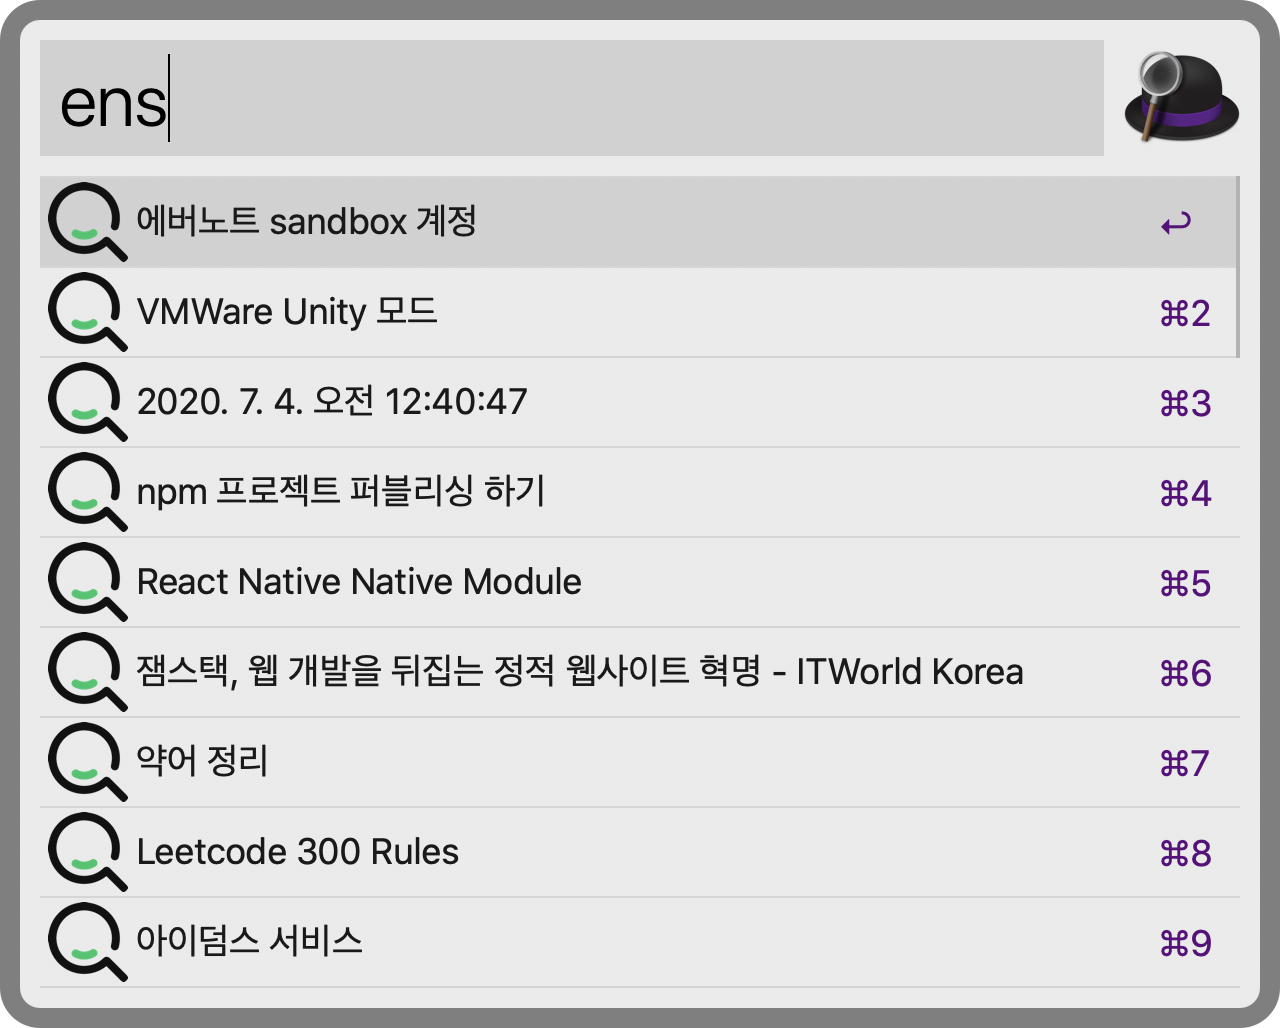 ens
에버노트 sandbox 계정 ↩
VMWare Unity 모드 ⌘2
2020. 7. 4. 오전 12:40:47 ⌘3
npm 프로젝트 퍼블리싱 하기 ⌘4
React Native Native Module ⌘5
잼스택, 웹 개발을 뒤집는 정적 웹사이트 혁명 - ITWorld Korea ⌘6
약어 정리 ⌘7
Leetcode 300 Rules ⌘8
아이덤스 서비스 ⌘9